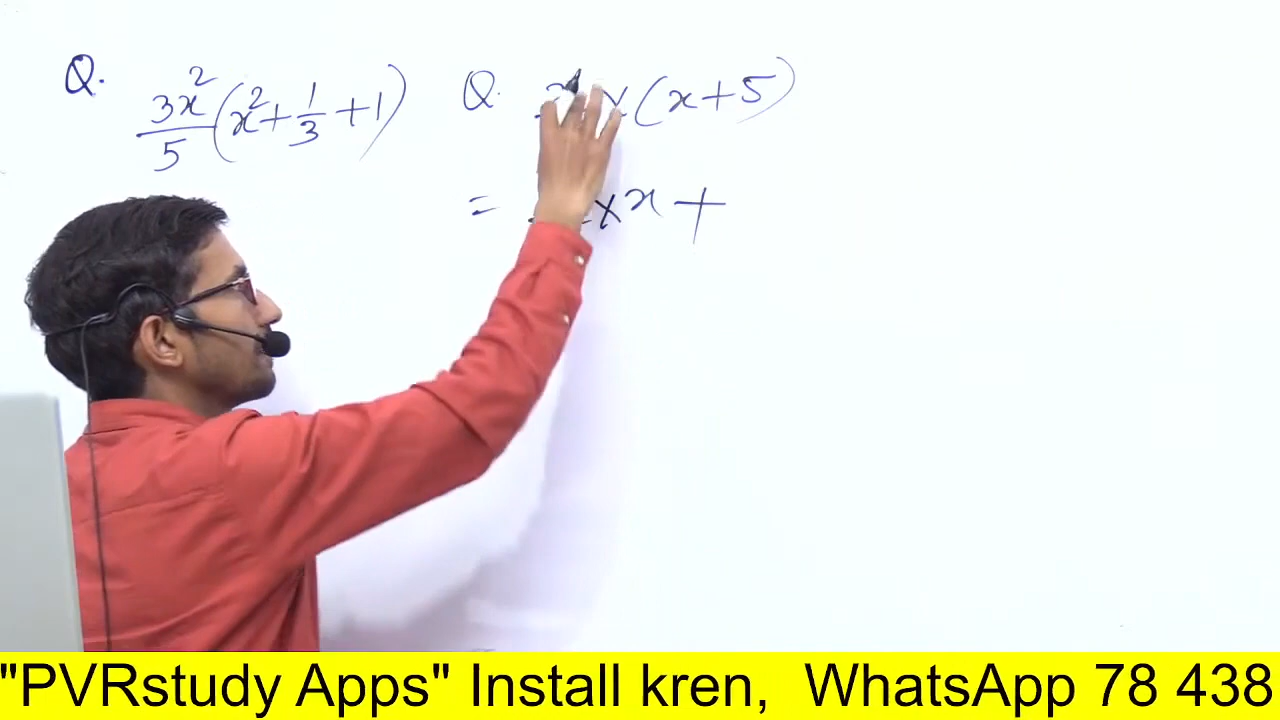 Q. 3x²/5 (x² + 1/3 + 1)
Q. x (x + 5)
= × x +
"PVRstudy Apps" Install kren, WhatsApp 78 438